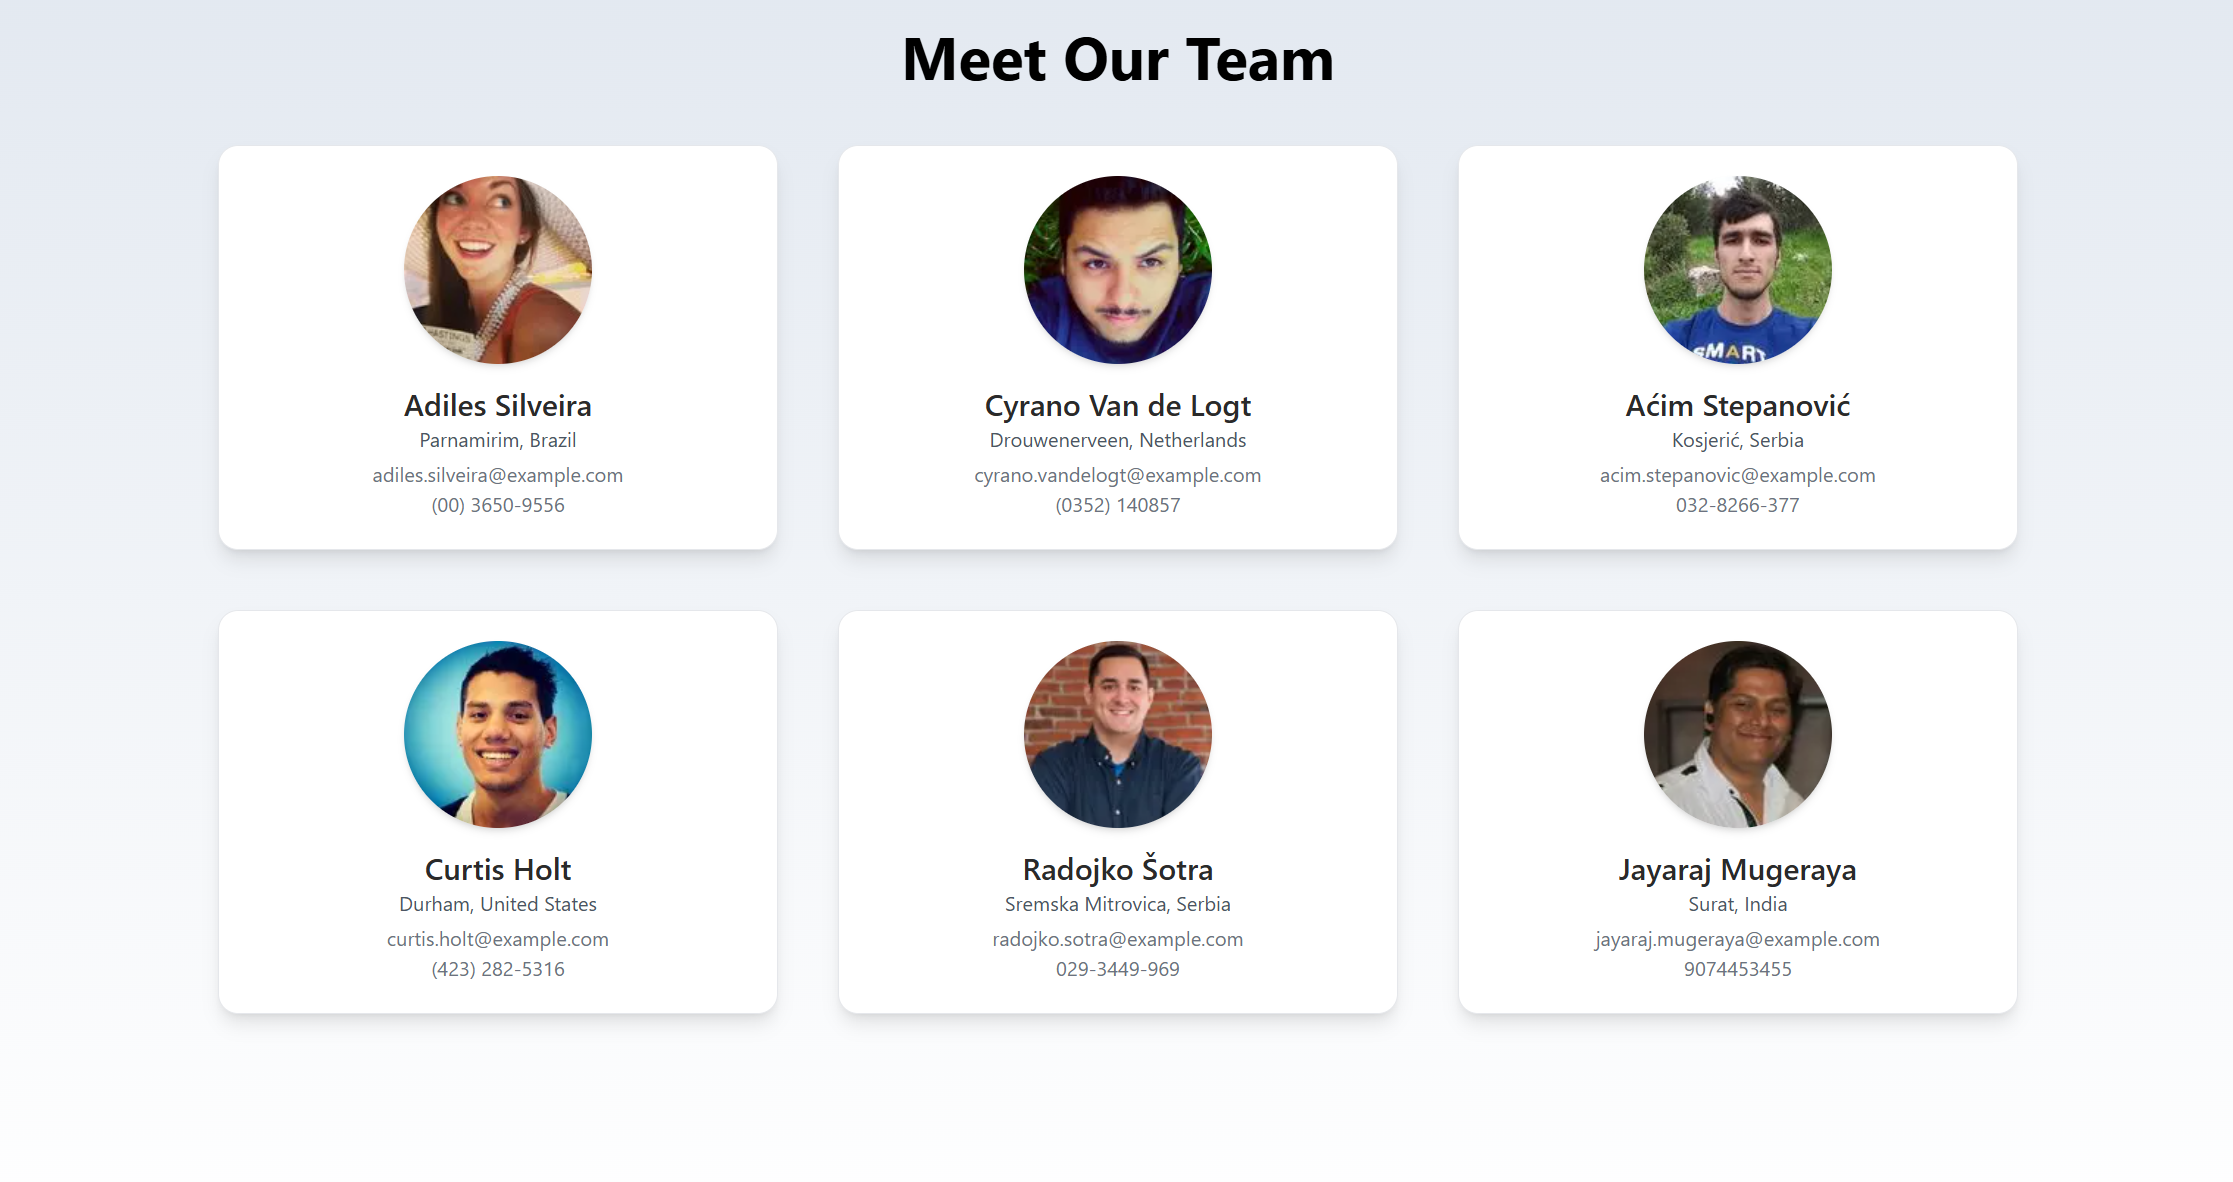 Meet Our Team
HASTINGS
SMART
Adiles Silveira
Parnamirim, Brazil
adiles.silveira@example.com
(00) 3650-9556
Cyrano Van de Logt
Drouwenerveen, Netherlands
cyrano.vandelogt@example.com
(0352) 140857
Aćim Stepanović
Kosjerić, Serbia
acim.stepanovic@example.com
032-8266-377
Curtis Holt
Durham, United States
curtis.holt@example.com
(423) 282-5316
Radojko Šotra
Sremska Mitrovica, Serbia
radojko.sotra@example.com
029-3449-969
Jayaraj Mugeraya
Surat, India
jayaraj.mugeraya@example.com
9074453455